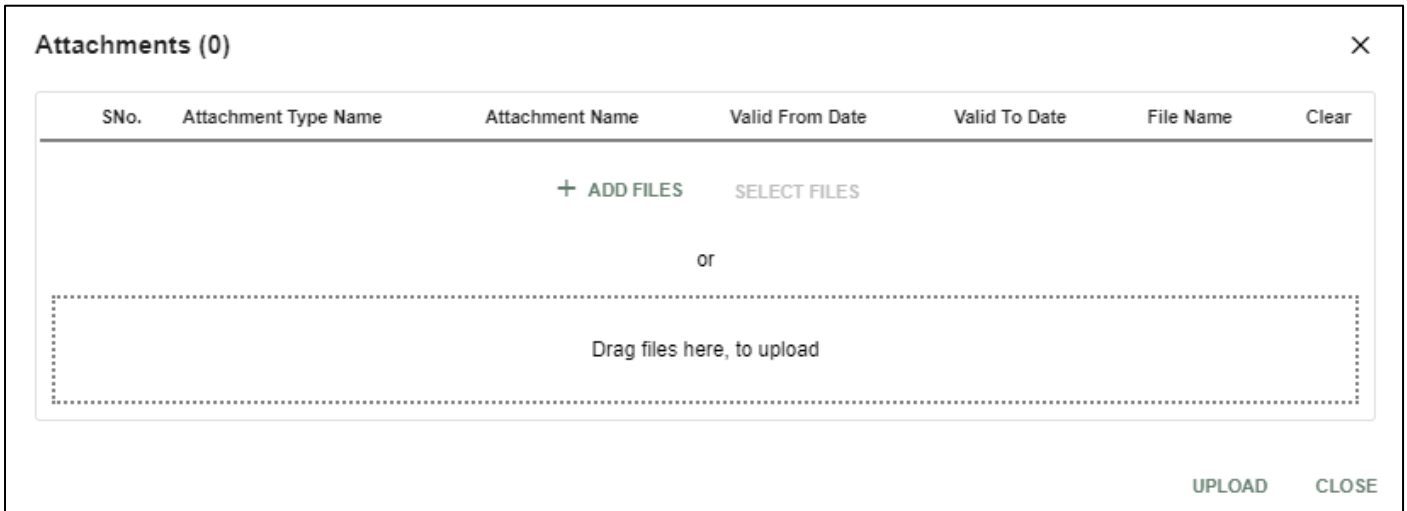 Attachments (0)
SNo. Attachment Type Name Attachment Name Valid From Date Valid To Date File Name Clear
+ ADD FILES SELECT FILES
or
Drag files here, to upload
UPLOAD CLOSE